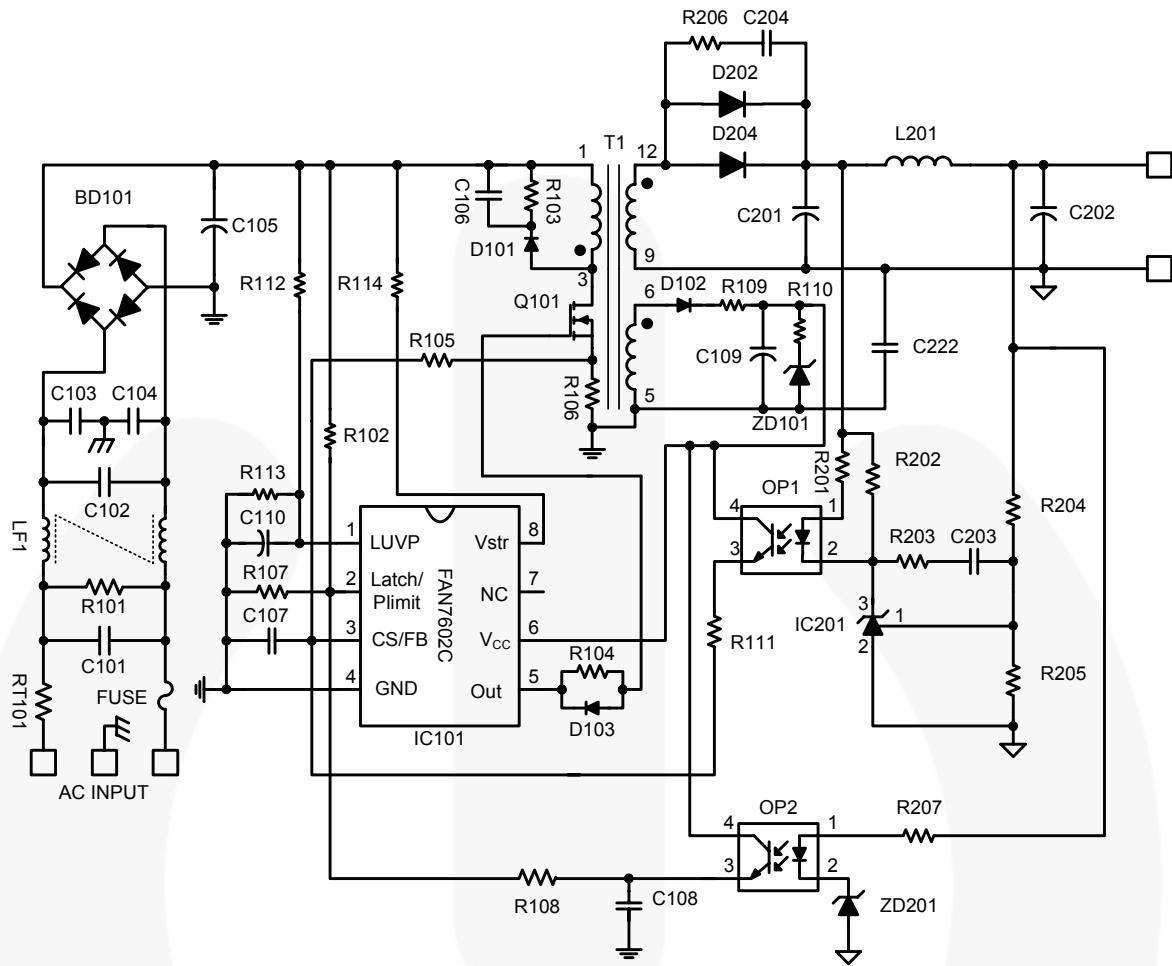 R206
C204
D202
D204
L201
T1
1
12
BD101
C105
C106
R103
D101
C201
C202
3
9
R112
R114
Q101
6
D102
R109
R110
R105
C109
C222
R106
5
ZD101
C103
C104
R102
R201
R202
C102
R113
OP1
R204
LF1
C110
4
1
1
LUVP
Vstr
8
3
2
R203
C203
R107
2
Latch/
Plimit
NC
7
R101
C107
FAN7602C
3
CS/FB
VCC
6
R111
IC201
3
1
2
C101
R104
R205
RT101
FUSE
4
GND
Out
5
D103
IC101
AC INPUT
OP2
R207
4
1
3
2
R108
C108
ZD201